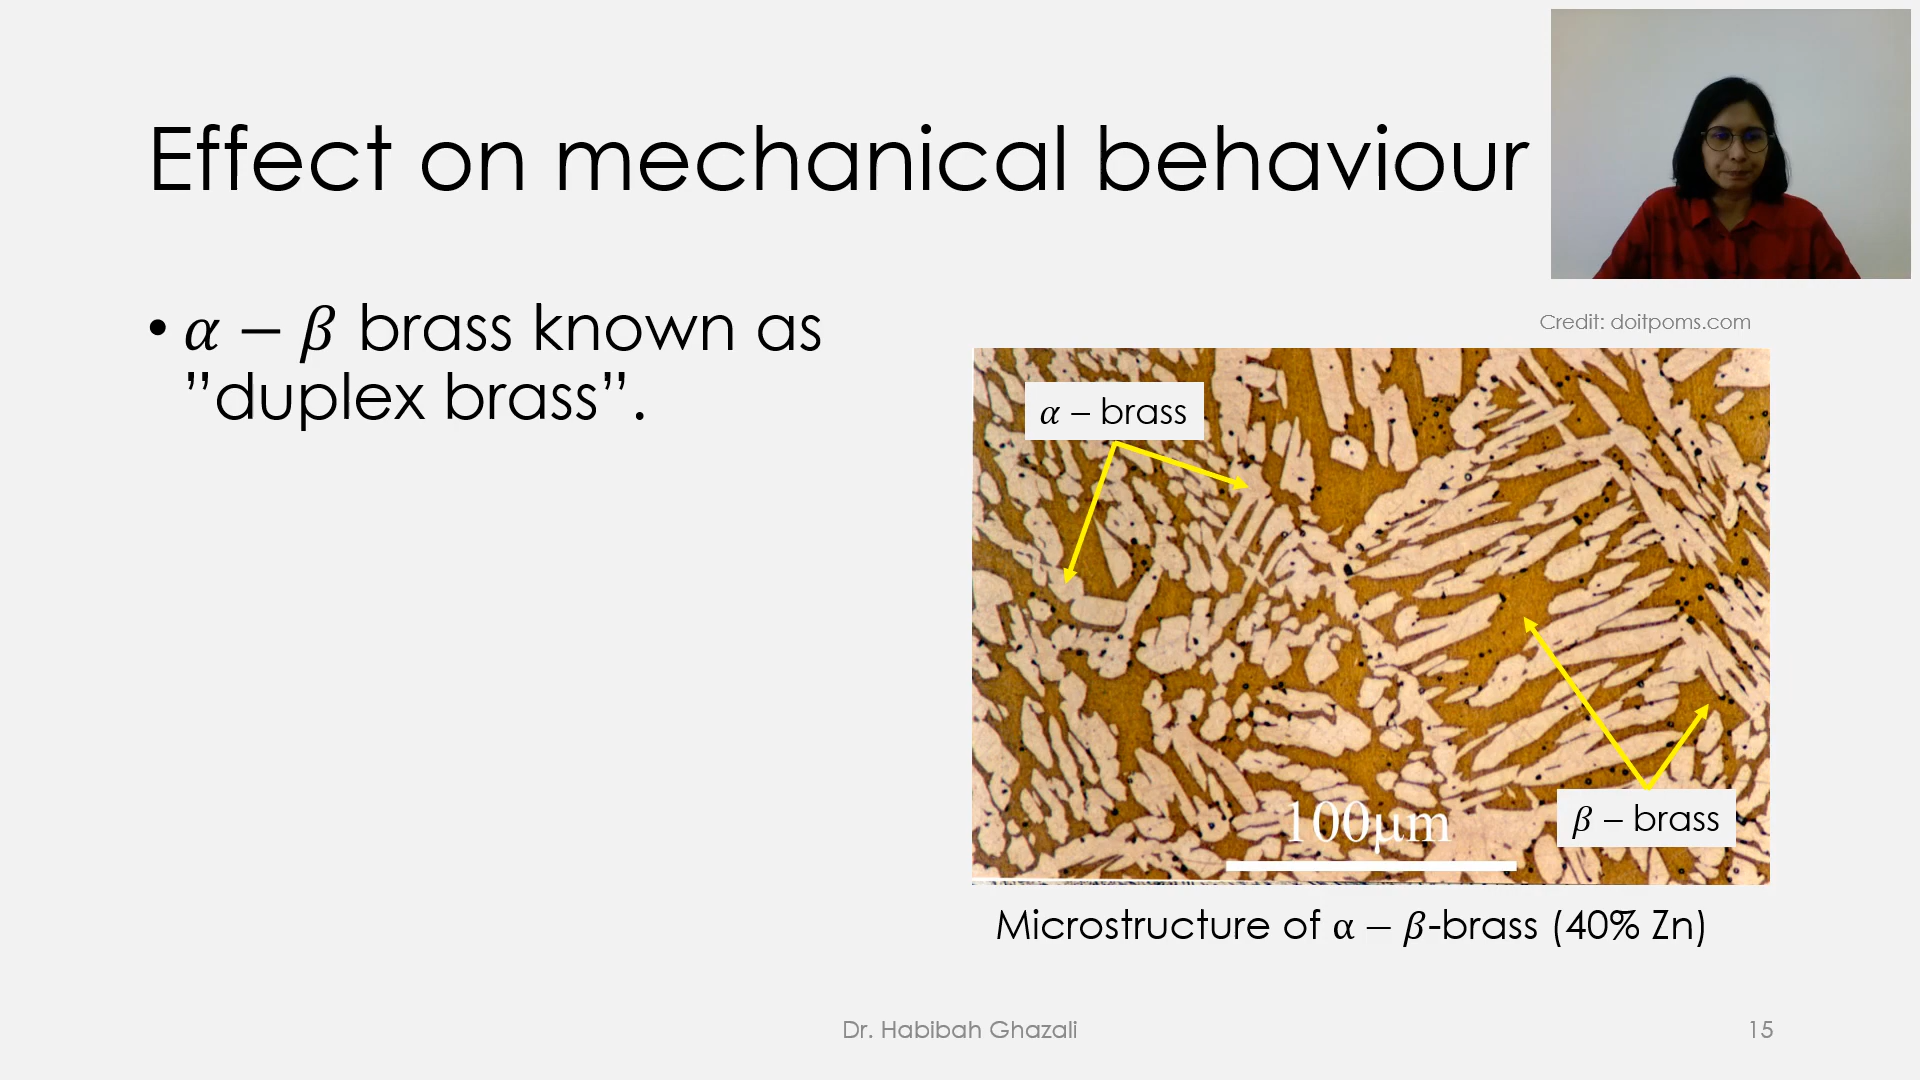 Effect on mechanical behaviour
• α – β brass known as
”duplex brass”.
Credit: doitpoms.com
α – brass
100μm
β – brass
Microstructure of α – β-brass (40% Zn)
Dr. Habibah Ghazali
15